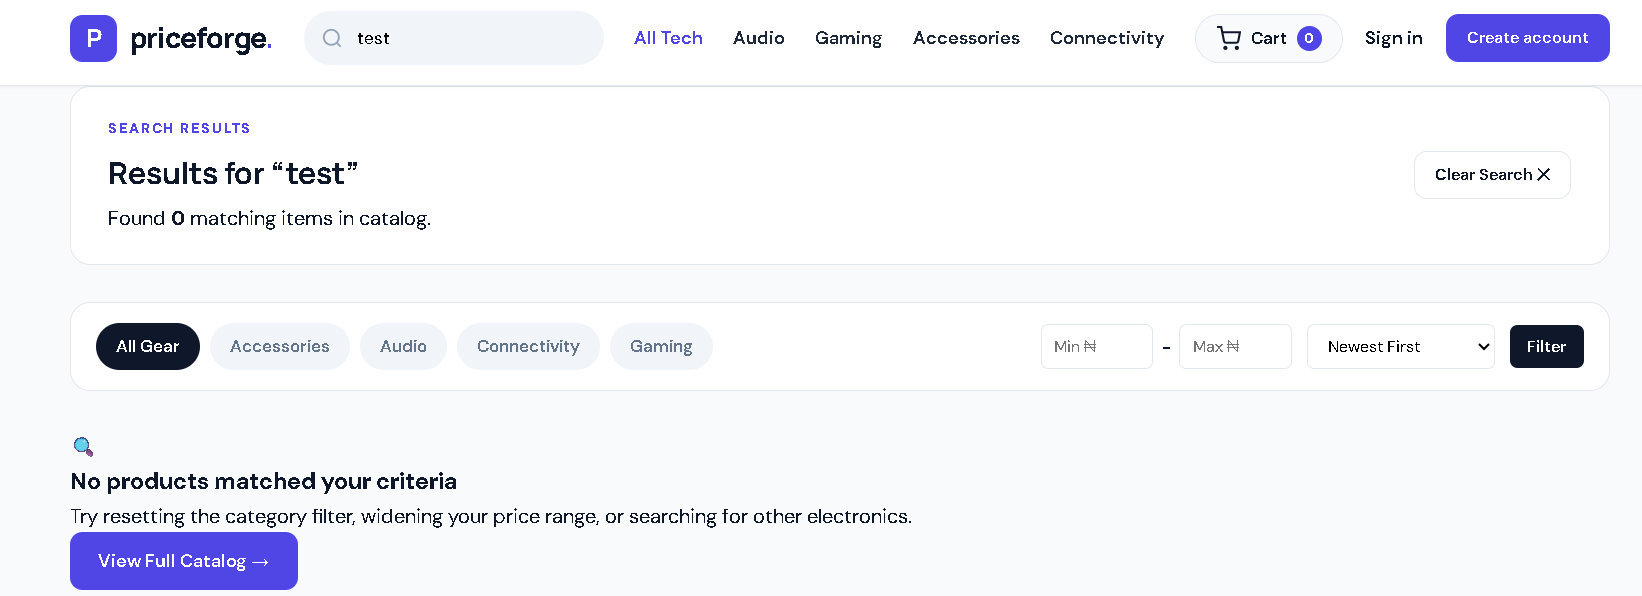 P priceforge. test All Tech Audio Gaming Accessories Connectivity Cart 0 Sign in Create account
SEARCH RESULTS
Results for “test”
Clear Search ✕
Found 0 matching items in catalog.
All Gear Accessories Audio Connectivity Gaming Min ₦ - Max ₦ Newest First Filter
No products matched your criteria
Try resetting the category filter, widening your price range, or searching for other electronics.
View Full Catalog →